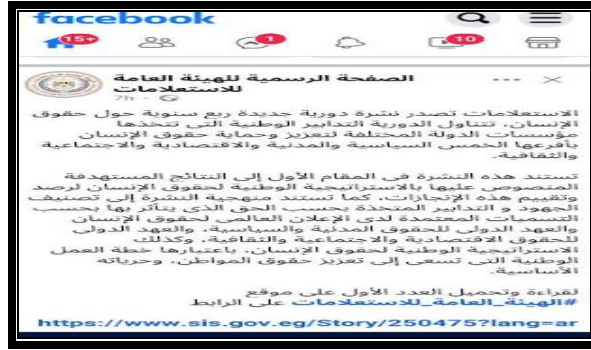 facebook
15+
1
10
الصفحة الرسمية للهيئة العامة
للاستعلامات
7h
الاستعلامات تصدر نشرة دورية جديدة ربع سنوية حول حقوق
الإنسان، تتناول الدورية التدابير الوطنية التي تتخذها
مؤسسات الدولة المختلفة لتعزيز وحماية حقوق الإنسان
بأفرعها الخمس السياسية والمدنية والاقتصادية والاجتماعية
والثقافية.
تستند هذه النشرة في المقام الأول إلى النتائج المستهدفة
المنصوص عليها بالاستراتيجية الوطنية لحقوق الإنسان لرصد
وتقييم هذه الإنجازات، كما تستند منهجية النشرة إلى تصنيف
الجهود و التدابير المتخذة بحسب الحق الذي يتأثر بها بحسب
التسميات المعتمدة لدى الإعلان العالمي لحقوق الإنسان
والعهد الدولي للحقوق المدنية والسياسية، والعهد الدولي
للحقوق الاقتصادية والاجتماعية والثقافية، وكذلك
الاستراتيجية الوطنية لحقوق الإنسان، باعتبارها خطة العمل
الوطنية التي تسعى إلى تعزيز حقوق المواطن، وحرياته
الأساسية.
لقراءة وتحميل العدد الأول على موقع
#الهيئة_العامة_للاستعلامات على الرابط
https://www.sis.gov.eg/Story/250475?lang=ar